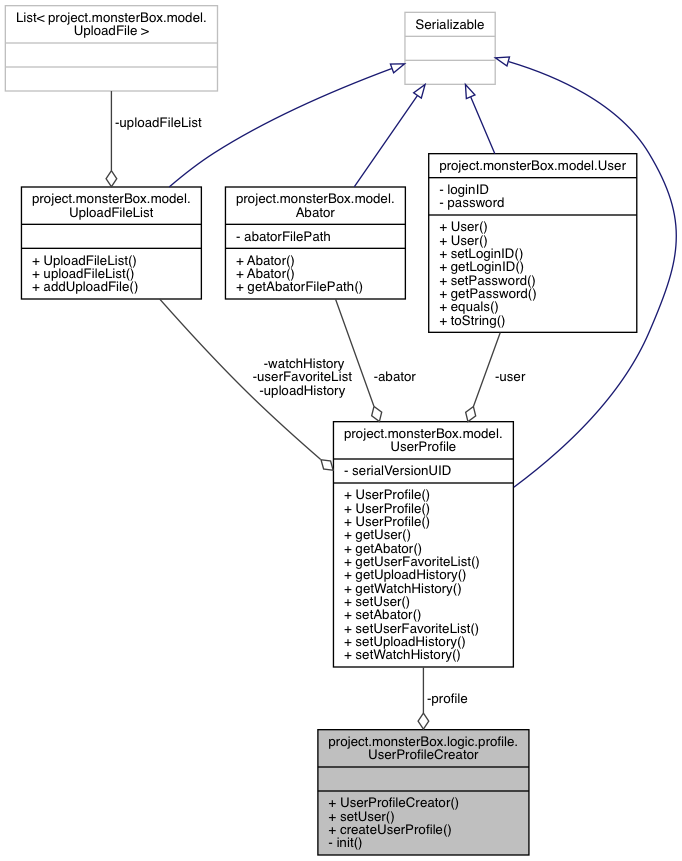 List< project.monsterBox.model.
UploadFile >
Serializable
-uploadFileList
project.monsterBox.model.
UploadFileList
+ UploadFileList()
+ uploadFileList()
+ addUploadFile()
project.monsterBox.model.
Abator
- abatorFilePath
+ Abator()
+ Abator()
+ getAbatorFilePath()
project.monsterBox.model.User
- loginID
- password
+ User()
+ User()
+ setLoginID()
+ getLoginID()
+ setPassword()
+ getPassword()
+ equals()
+ toString()
-watchHistory
-userFavoriteList
-uploadHistory
-abator
-user
project.monsterBox.model.
UserProfile
- serialVersionUID
+ UserProfile()
+ UserProfile()
+ UserProfile()
+ getUser()
+ getAbator()
+ getUserFavoriteList()
+ getUploadHistory()
+ getWatchHistory()
+ setUser()
+ setAbator()
+ setUserFavoriteList()
+ setUploadHistory()
+ setWatchHistory()
-profile
project.monsterBox.logic.profile.
UserProfileCreator
+ UserProfileCreator()
+ setUser()
+ createUserProfile()
- init()